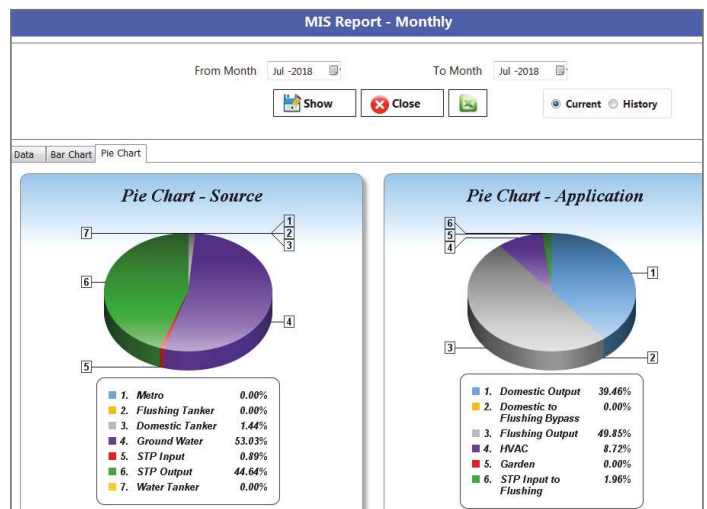 MIS Report - Monthly
From Month Jul -2018 To Month Jul -2018
Show Close Current History
Data Bar Chart Pie Chart
Pie Chart - Source
1
7 2
3
6
4
5
1. Metro 0.00%
2. Flushing Tanker 0.00%
3. Domestic Tanker 1.44%
4. Ground Water 53.03%
5. STP Input 0.89%
6. STP Output 44.64%
7. Water Tanker 0.00%
Pie Chart - Application
6
5
4
1
3
2
1. Domestic Output 39.46%
2. Domestic to 0.00%
Flushing Bypass
3. Flushing Output 49.85%
4. HVAC 8.72%
5. Garden 0.00%
6. STP Input to 1.96%
Flushing